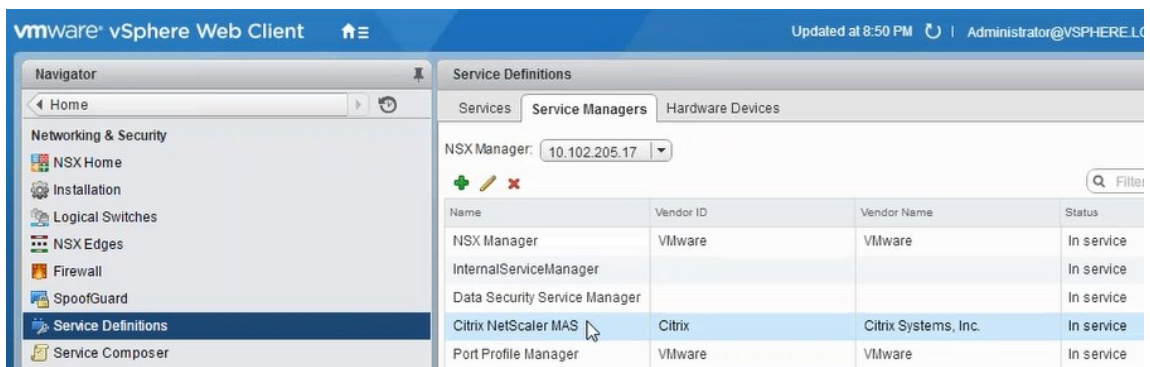 vmware® vSphere Web Client
Updated at 8:50 PM | Administrator@VSPHERE.LO
Navigator
Home
Networking & Security
NSX Home
Installation
Logical Switches
NSX Edges
Firewall
SpoofGuard
Service Definitions
Service Composer
Service Definitions
Services Service Managers Hardware Devices
NSX Manager: 10.102.205.17
Filter
Name Vendor ID Vendor Name Status
NSX Manager VMware VMware In service
InternalServiceManager In service
Data Security Service Manager In service
Citrix NetScaler MAS Citrix Citrix Systems, Inc. In service
Port Profile Manager VMware VMware In service